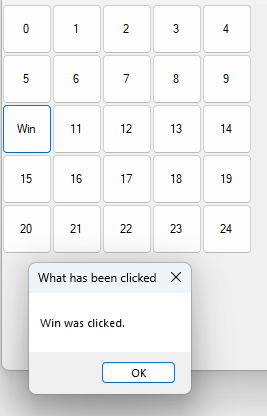 0 1 2 3 4
5 6 7 8 9
Win 11 12 13 14
15 16 17 18 19
20 21 22 23 24
What has been clicked
Win was clicked.
OK